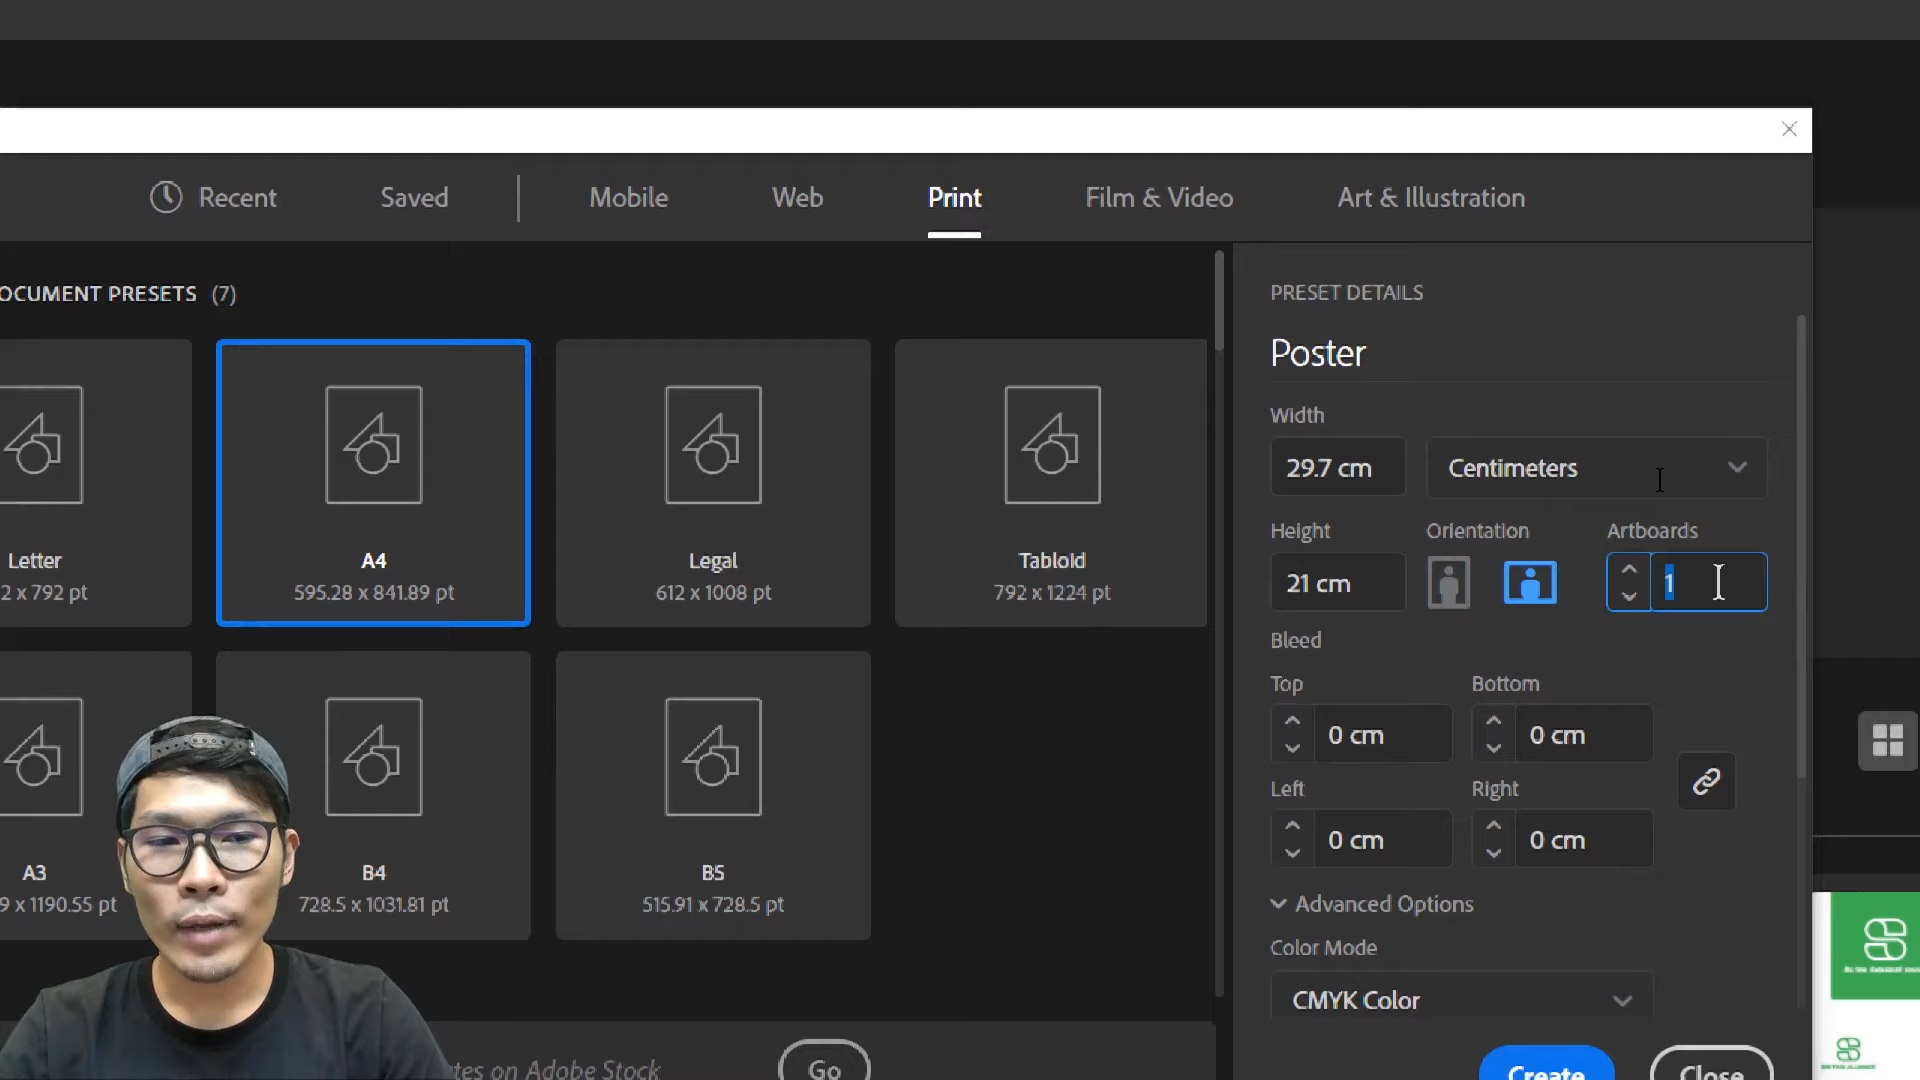 Recent Saved Mobile Web Print Film & Video Art & Illustration
OCUMENT PRESETS (7)
PRESET DETAILS
Poster
Width
29.7 cm Centimeters
Height Orientation Artboards
21 cm 1
Letter A4 Legal Tabloid
2 x 792 pt 595.28 x 841.89 pt 612 x 1008 pt 792 x 1224 pt
Bleed
Top Bottom
0 cm 0 cm
Left Right
0 cm 0 cm
A3 B4 B5
9 x 1190.55 pt 728.5 x 1031.81 pt 515.91 x 728.5 pt
Advanced Options
Color Mode
CMYK Color
tes on Adobe Stock Go
Create Close